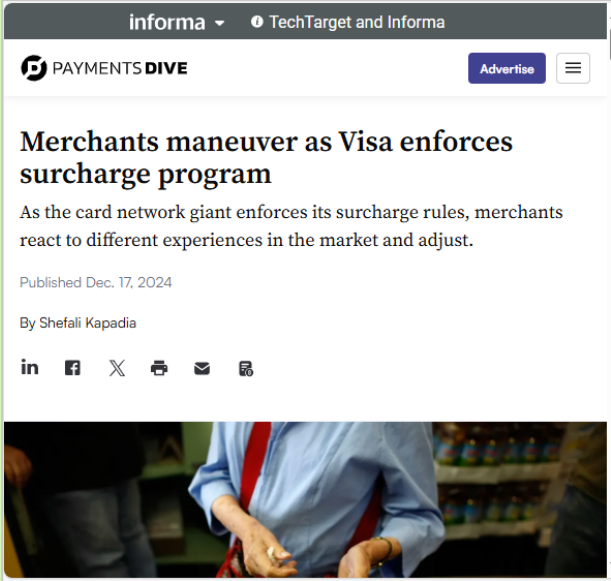 informa
TechTarget and Informa
PAYMENTS DIVE
Advertise
Merchants maneuver as Visa enforces
surcharge program
As the card network giant enforces its surcharge rules, merchants
react to different experiences in the market and adjust.
Published Dec. 17, 2024
By Shefali Kapadia